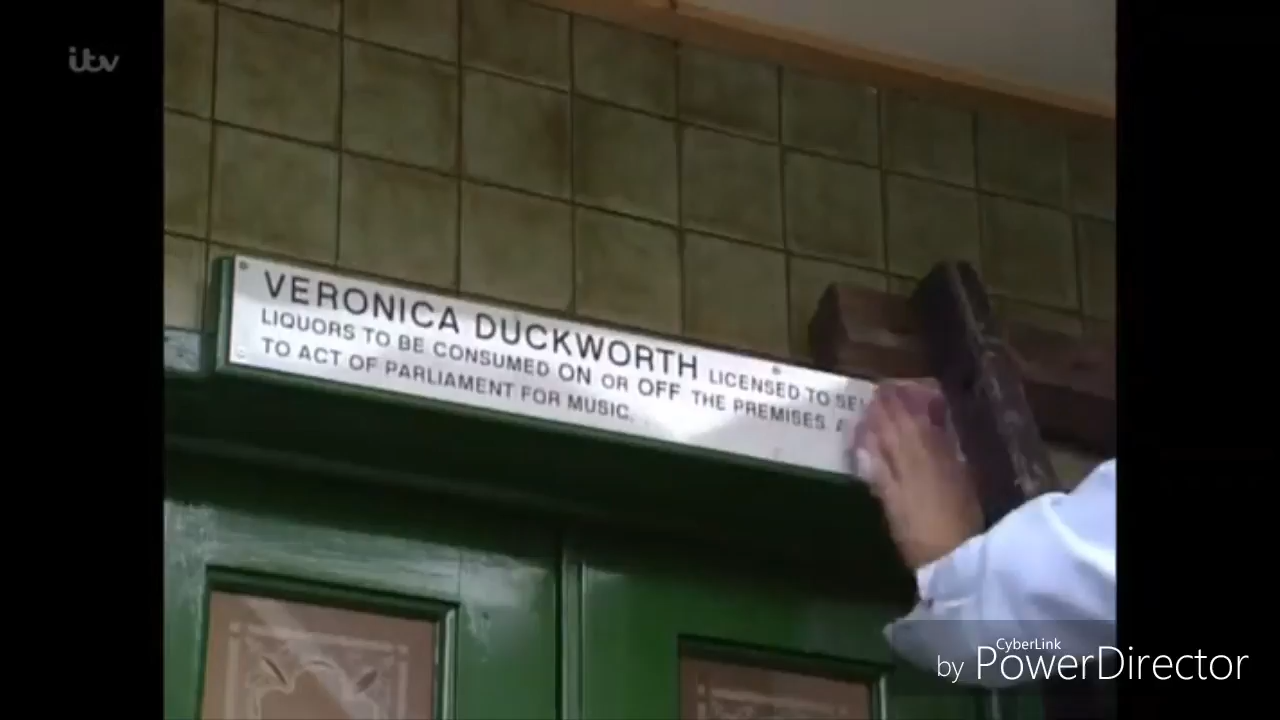 itv
VERONICA DUCKWORTH LICENSED TO
LIQUORS TO BE CONSUMED ON OR OFF THE PREMISES
TO ACT OF PARLIAMENT FOR MUSIC.
CyberLink
by PowerDirector